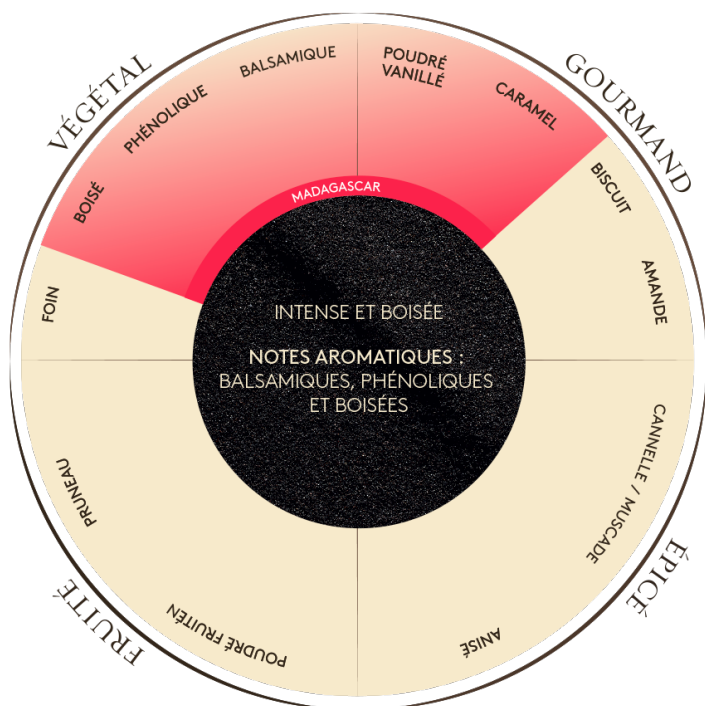 VÉGÉTAL
GOURMAND
BALSAMIQUE
PHÉNOLIQUE
BOISÉ
FOIN
POUDRÉ
VANILLÉ
CARAMEL
BISCUIT
AMANDE
MADAGASCAR
INTENSE ET BOISÉE
NOTES AROMATIQUES :
BALSAMIQUES, PHÉNOLIQUES
ET BOISÉES
PRUNEAU
POUDRÉ FRUITÉN
CANNELLE / MUSCADE
ANISÉ
FRUITÉ
ÉPICÉ